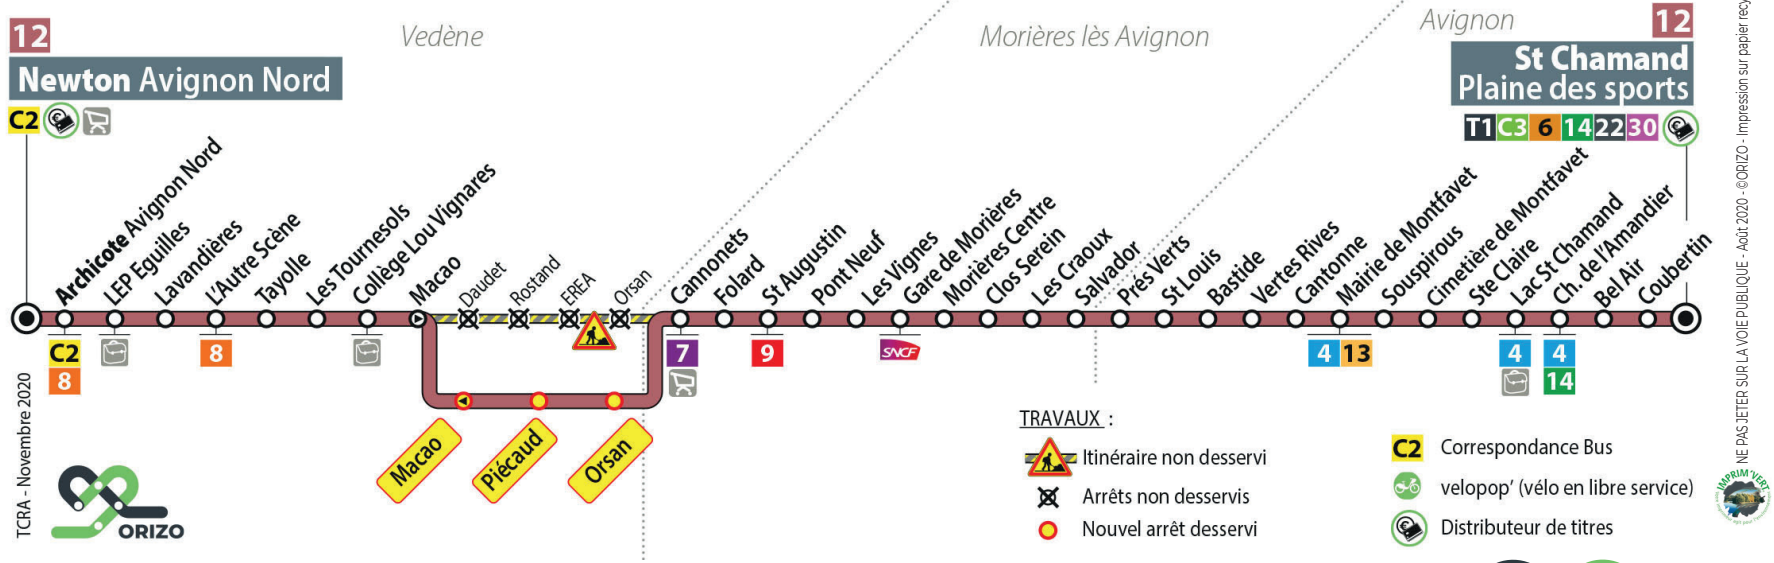 12
Newton Avignon Nord
C2
Vedène
Morières lès Avignon
Avignon
12
St Chamand
Plaine des sports
T1 C3 6 14 22 30
Archicote Avignon Nord
LEP Eguilles
Lavandières
L'Autre Scène
Tayolle
Les Tournesols
Collège Lou Vignares
Macao
Daudet
Rostand
EREA
Orsan
Cannonets
Folard
St Augustin
Pont Neuf
Les Vignes
Gare de Morières
Morières Centre
Clos Serein
Les Craoux
Salvador
Prés Verts
St Louis
Bastide
Vertes Rives
Cantonne
Mairie de Montfavet
Souspirous
Cimetière de Montfavet
Ste Claire
Lac St Chamand
Ch. de l'Amandier
Bel Air
Coubertin
C2
8
8
7
9
SNCF
4 13
4
4
14
Macao
Piécaud
Orsan
TRAVAUX :
Itinéraire non desservi
Arrêts non desservis
Nouvel arrêt desservi
C2 Correspondance Bus
velopop' (vélo en libre service)
Distributeur de titres
TCRA - Novembre 2020
ORIZO
NE PAS JETER SUR LA VOIE PUBLIQUE - Août 2020 - ©ORIZO - Impression sur papier
IMPRIM'VERT